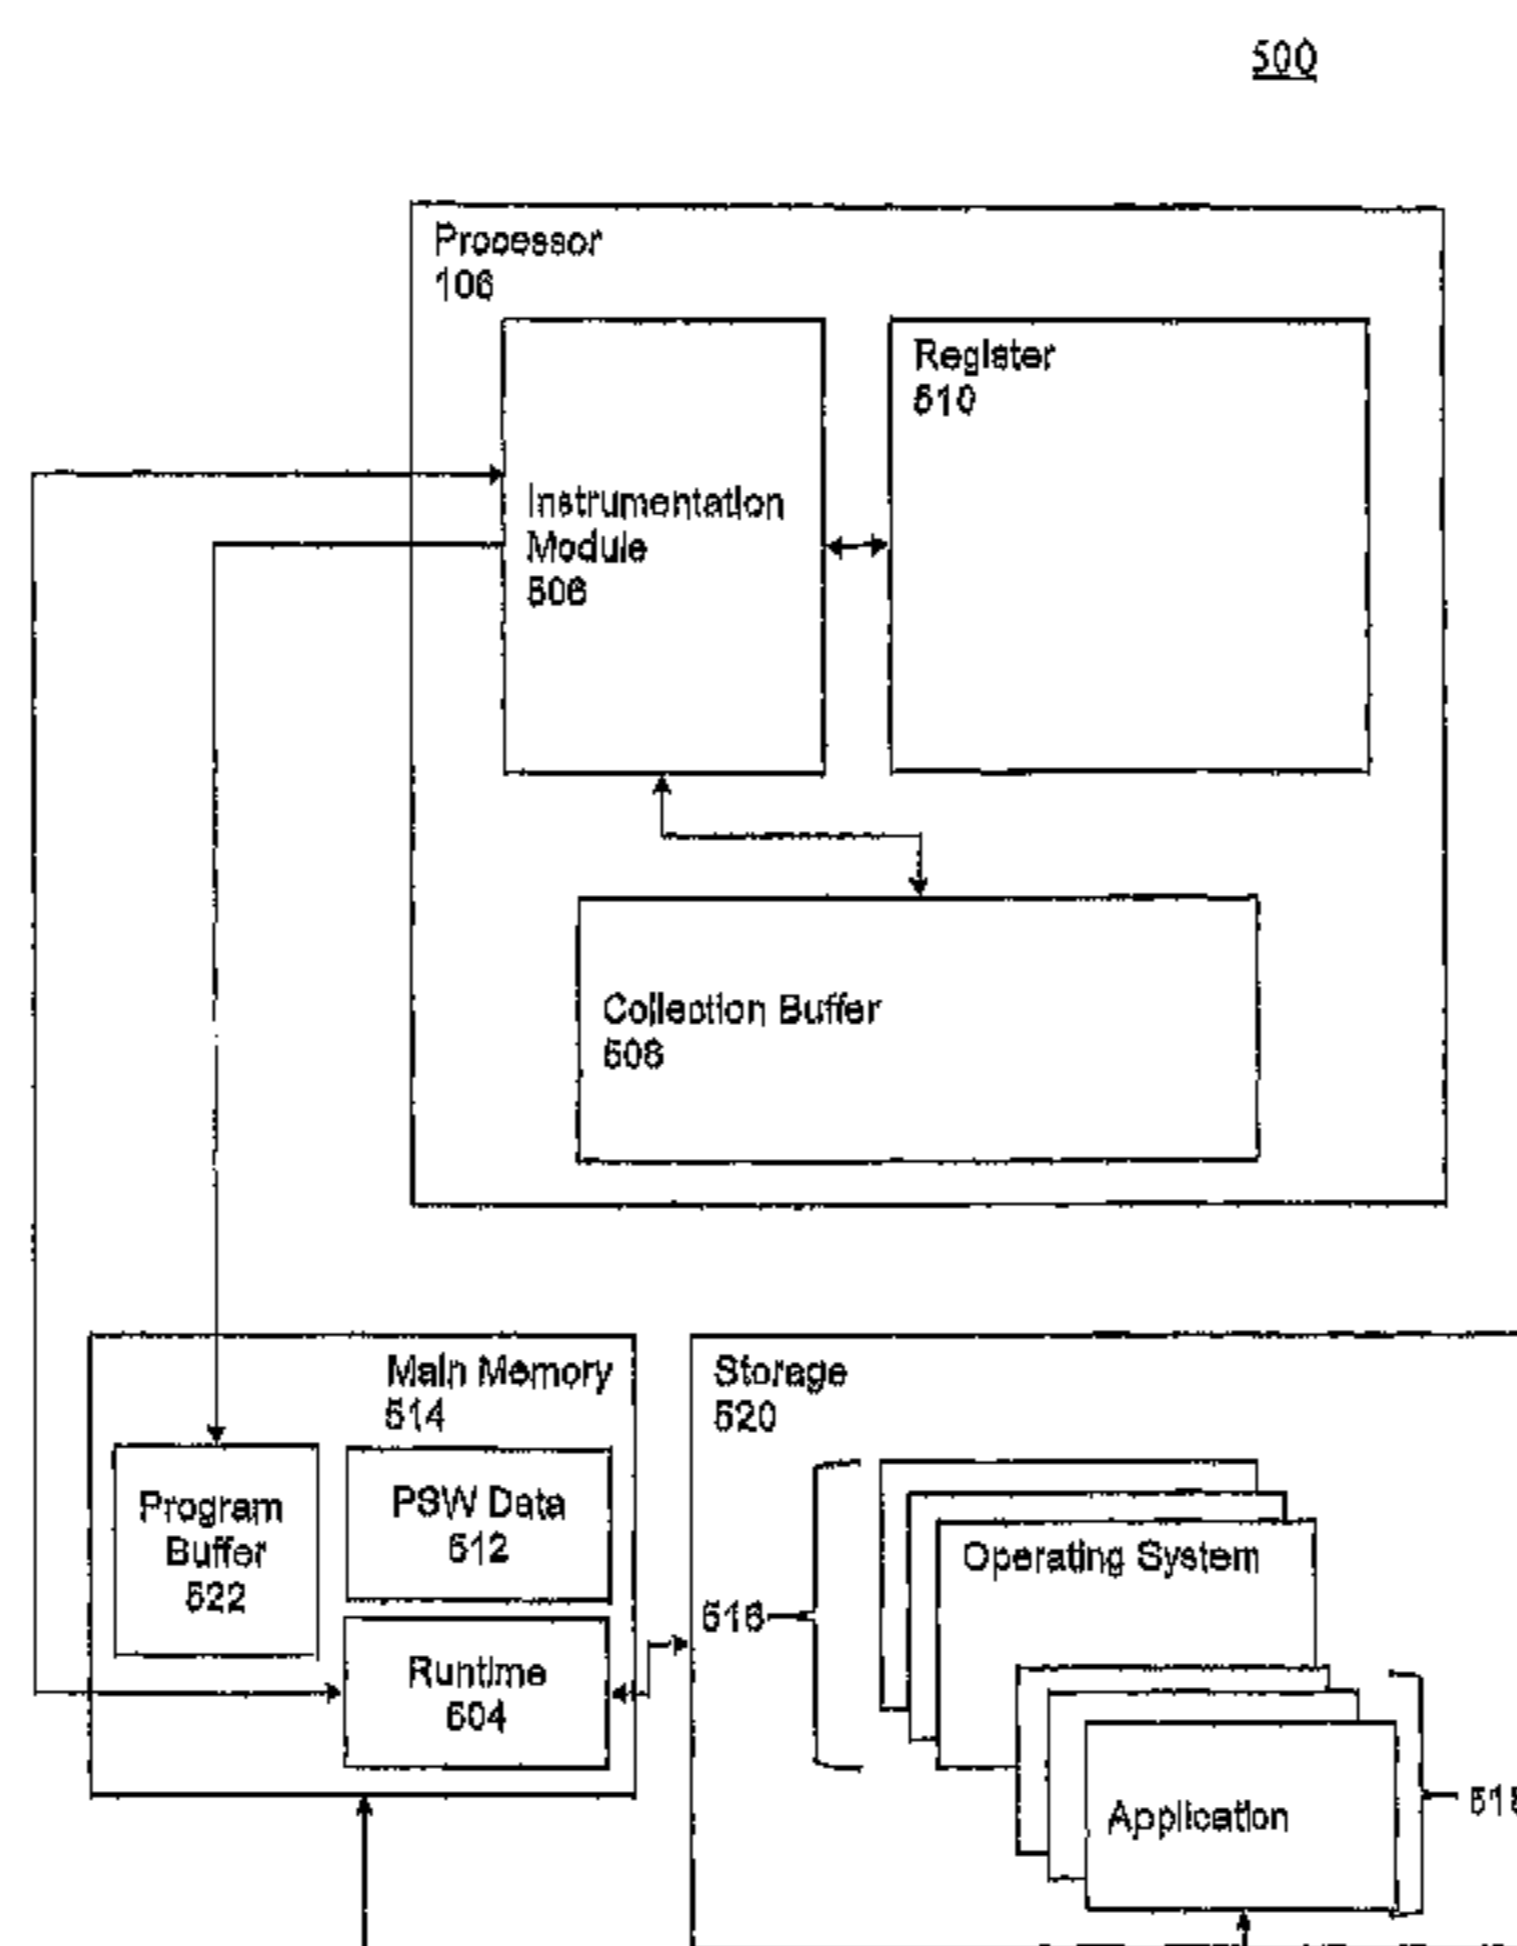 500
Processor
106
Register
510
Instrumentation
Module
506
Collection Buffer
508
Main Memory
514
Storage
520
Program
Buffer
522
PSW Data
512
Operating System
516
Runtime
504
Application